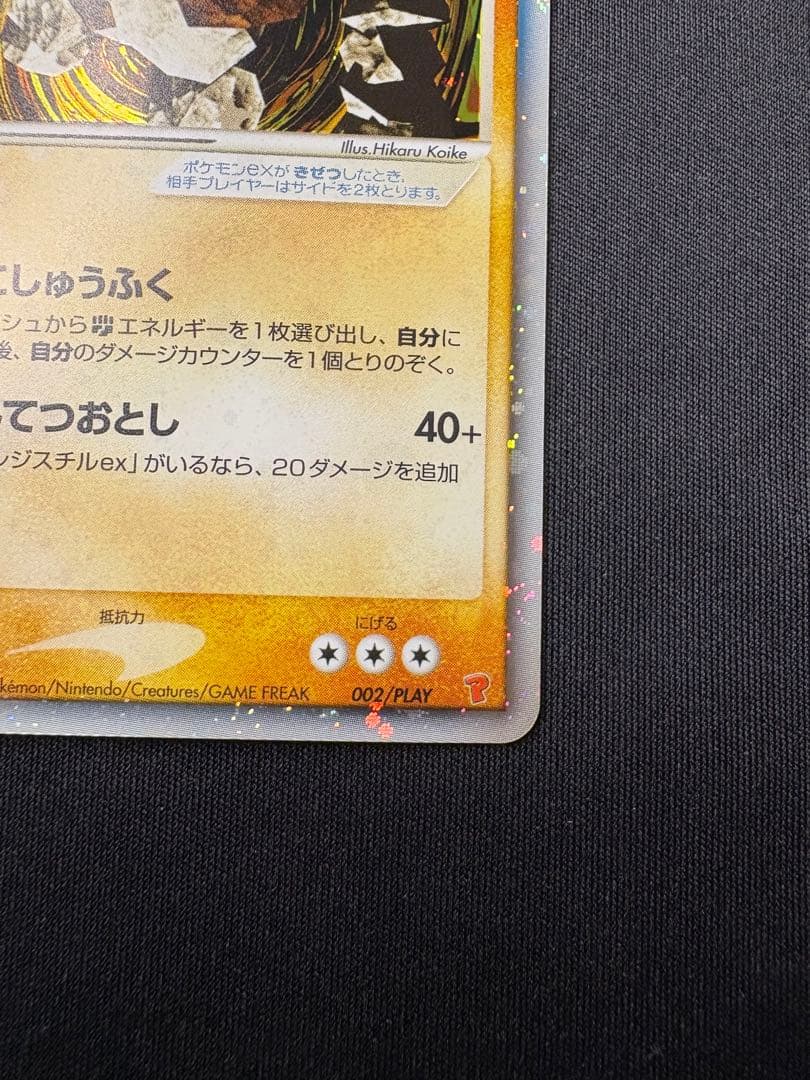 Illus.Hikaru Koike
ポケモンexが きぜつしたとき、
相手プレイヤーはサイドを2枚とります。
こしゅうふく
シュから エネルギーを1枚選び出し、自分に
後、自分のダメージカウンターを1個とりのぞく。
てつおとし 40+
レジスチルex」がいるなら、20ダメージを追加
抵抗力 にげる
kémon/Nintendo/Creatures/GAME FREAK 002/PLAY P